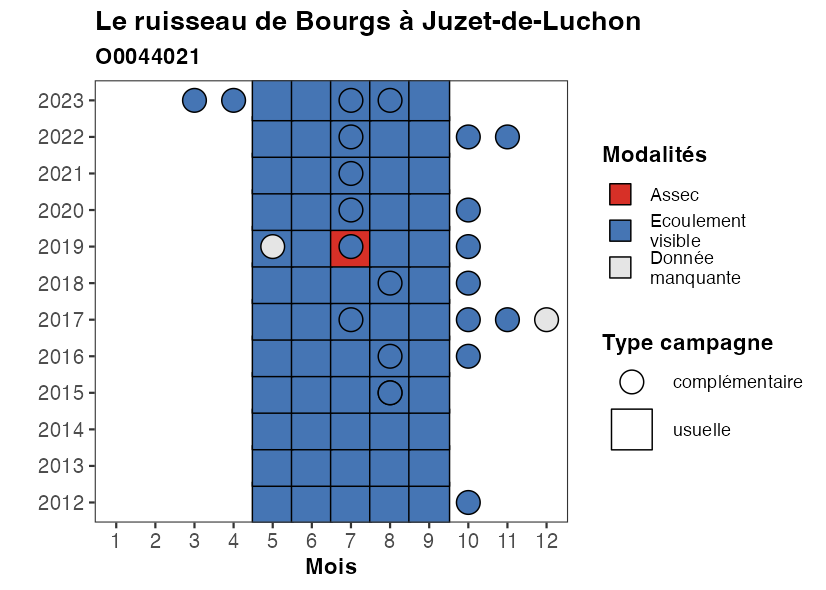 Le ruisseau de Bourgs à Juzet-de-Luchon
O0044021
2023
2022
2021
2020
2019
2018
2017
2016
2015
2014
2013
2012
1 2 3 4 5 6 7 8 9 10 11 12
Mois
Modalités
Assec
Ecoulement
visible
Donnée
manquante
Type campagne
complémentaire
usuelle